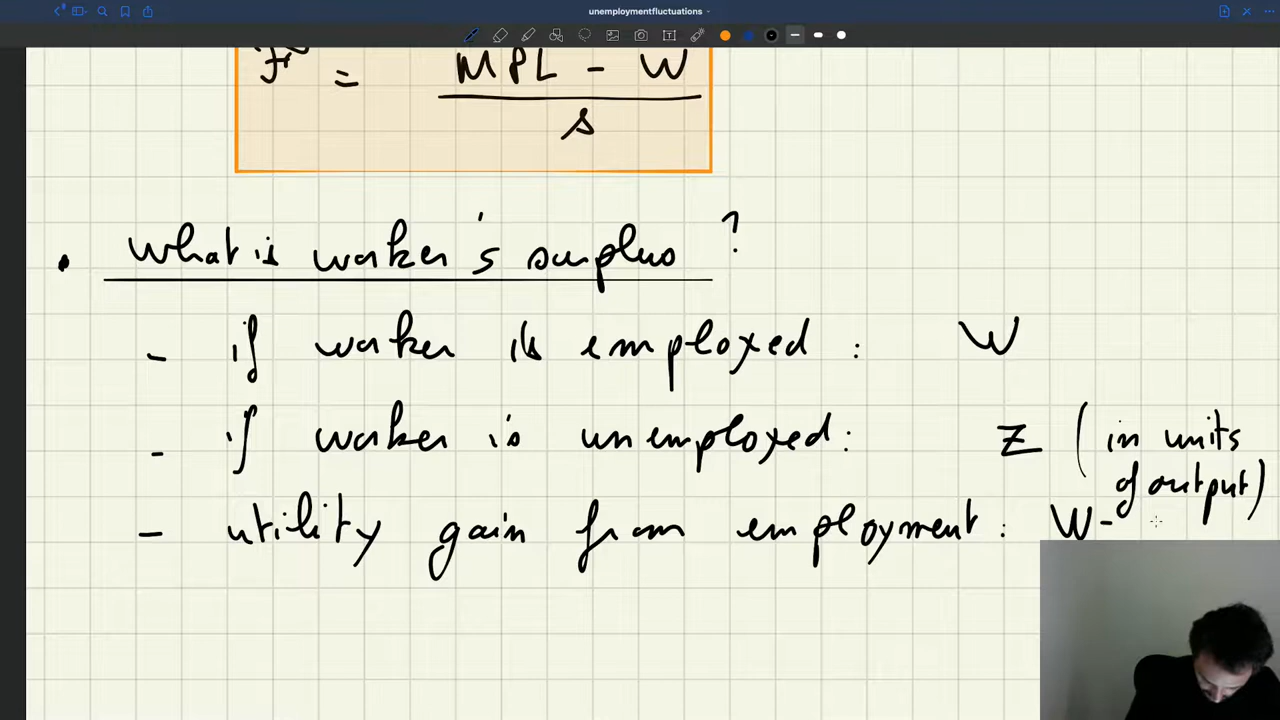 unemploymentfluctuations
= MPL - W
s
• What is worker's surplus ?
- if worker is employed : W
- if worker is unemployed : Z (in units
of output)
- utility gain from employment : W-